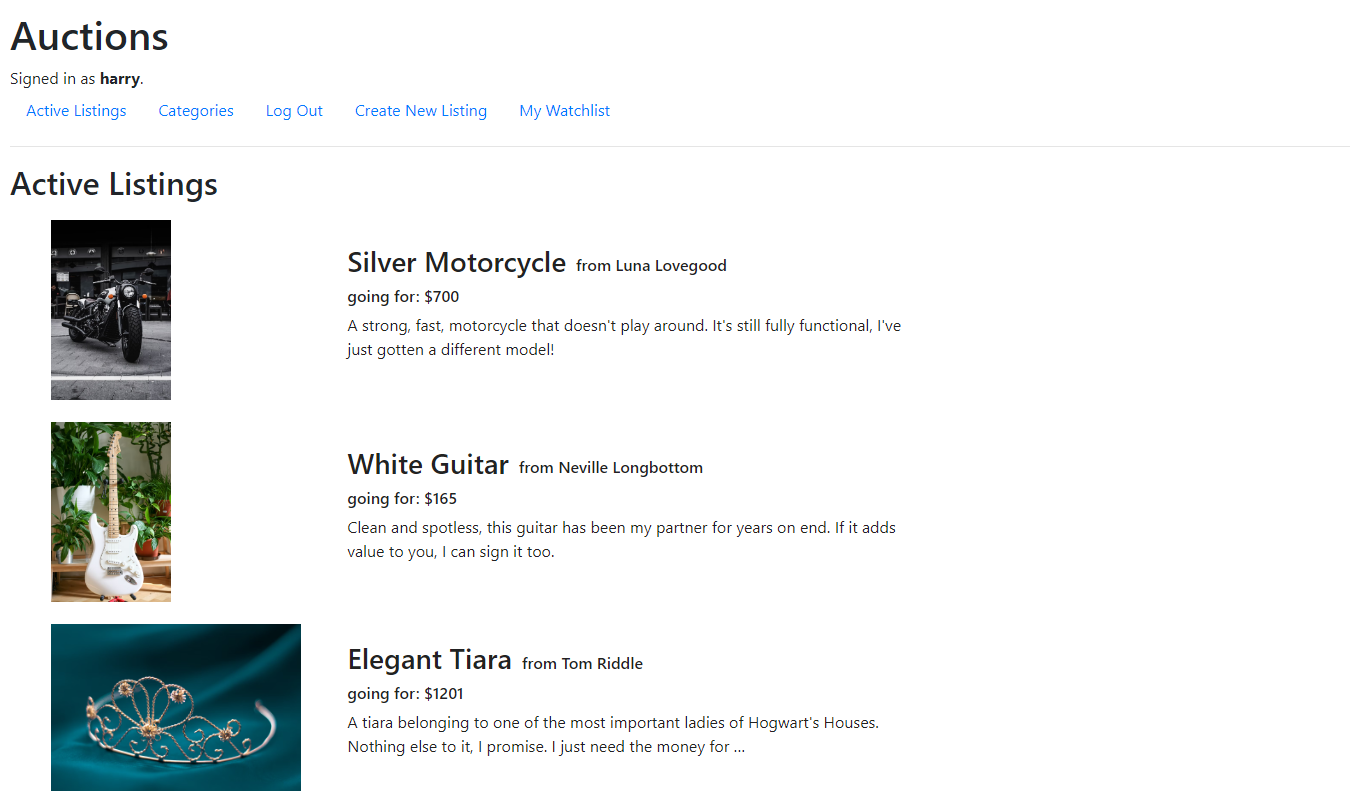 Auctions
Signed in as harry.
Active Listings Categories Log Out Create New Listing My Watchlist
Active Listings
Silver Motorcycle from Luna Lovegood
going for: $700
A strong, fast, motorcycle that doesn't play around. It's still fully functional, I've
just gotten a different model!
White Guitar from Neville Longbottom
going for: $165
Clean and spotless, this guitar has been my partner for years on end. If it adds
value to you, I can sign it too.
Elegant Tiara from Tom Riddle
going for: $1201
A tiara belonging to one of the most important ladies of Hogwart's Houses.
Nothing else to it, I promise. I just need the money for ...